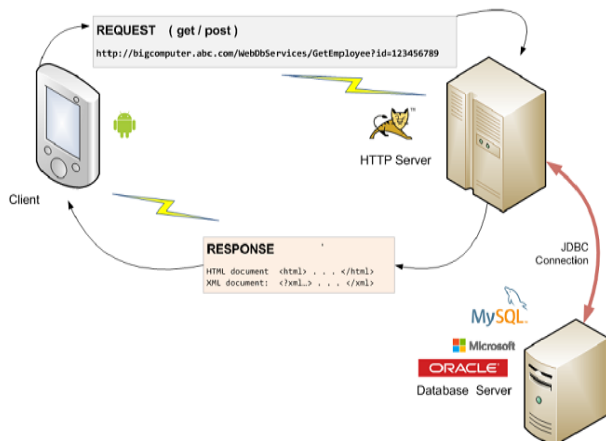 REQUEST ( get / post )
http://bigcomputer.abc.com/WebDbServices/GetEmployee?id=123456789
TM
HTTP Server
Client
RESPONSE
HTML document <html> . . . </html>
XML document: <?xml…> . . . </xml>
JDBC
Connection
MySQL
Microsoft
ORACLE
Database Server